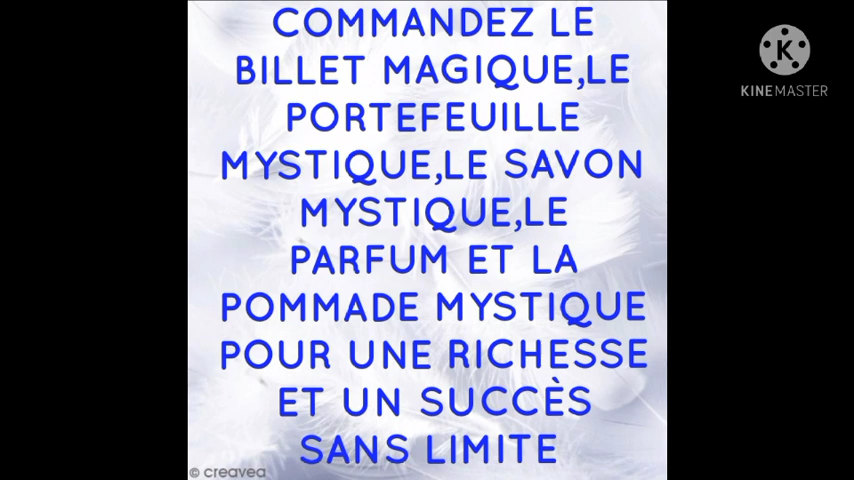 COMMANDEZ LE
BILLET MAGIQUE,LE
PORTEFEUILLE
MYSTIQUE,LE SAVON
MYSTIQUE,LE
PARFUM ET LA
POMMADE MYSTIQUE
POUR UNE RICHESSE
ET UN SUCCÈS
SANS LIMITE
© creavea
K
KINEMASTER